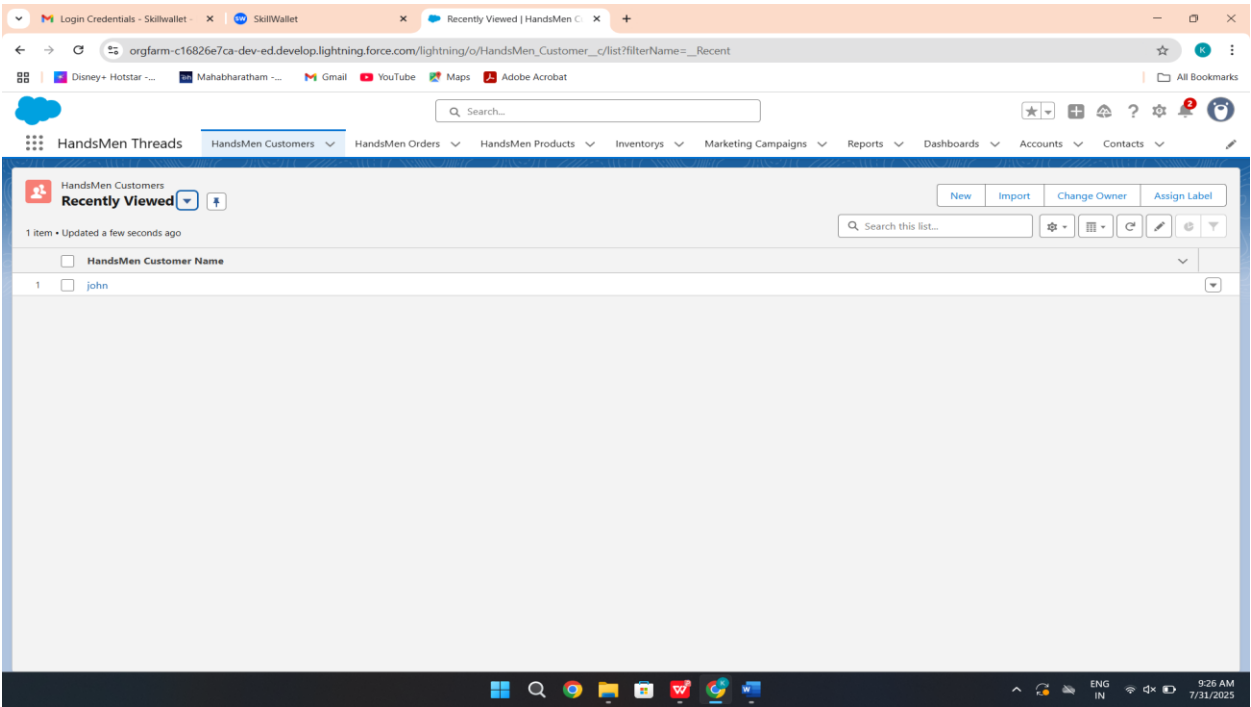 Login Credentials - Skillwallet -
SkillWallet
Recently Viewed | HandsMen C
orgfarm-c16826e7ca-dev-ed.develop.lightning.force.com/lightning/o/HandsMen_Customer__c/list?filterName=__Recent
K
Disney+ Hotstar -...
Mahabharatham -...
Gmail
YouTube
Maps
Adobe Acrobat
All Bookmarks
Search...
2
HandsMen Threads
HandsMen Customers
HandsMen Orders
HandsMen Products
Inventorys
Marketing Campaigns
Reports
Dashboards
Accounts
Contacts
HandsMen Customers
Recently Viewed
New
Import
Change Owner
Assign Label
1 item • Updated a few seconds ago
Search this list...
HandsMen Customer Name
1
john
ENG
IN
9:26 AM
7/31/2025